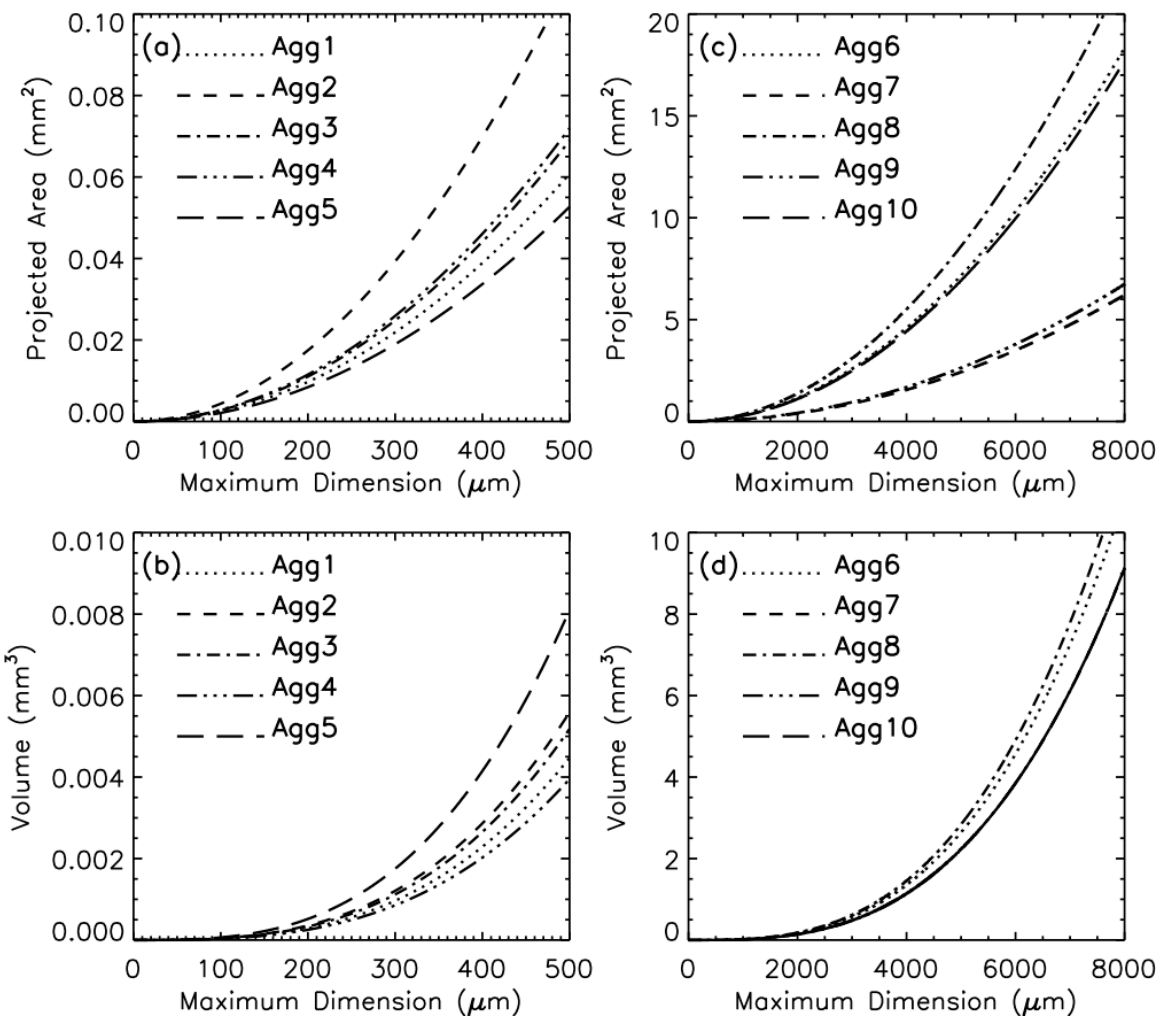 (a)
Agg1
Agg2
Agg3
Agg4
Agg5
0.10
0.08
0.06
0.04
0.02
0.00
Projected Area (mm²)
0 100 200 300 400 500
Maximum Dimension (μm)
(c)
Agg6
Agg7
Agg8
Agg9
Agg10
20
15
10
5
0
Projected Area (mm²)
0 2000 4000 6000 8000
Maximum Dimension (μm)
(b)
Agg1
Agg2
Agg3
Agg4
Agg5
0.010
0.008
0.006
0.004
0.002
0.000
Volume (mm³)
0 100 200 300 400 500
Maximum Dimension (μm)
(d)
Agg6
Agg7
Agg8
Agg9
Agg10
10
8
6
4
2
0
Volume (mm³)
0 2000 4000 6000 8000
Maximum Dimension (μm)